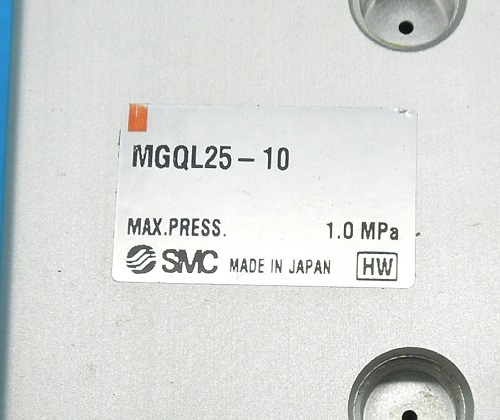 MGQL25-10
MAX.PRESS. 1.0 MPa
SMC MADE IN JAPAN HW